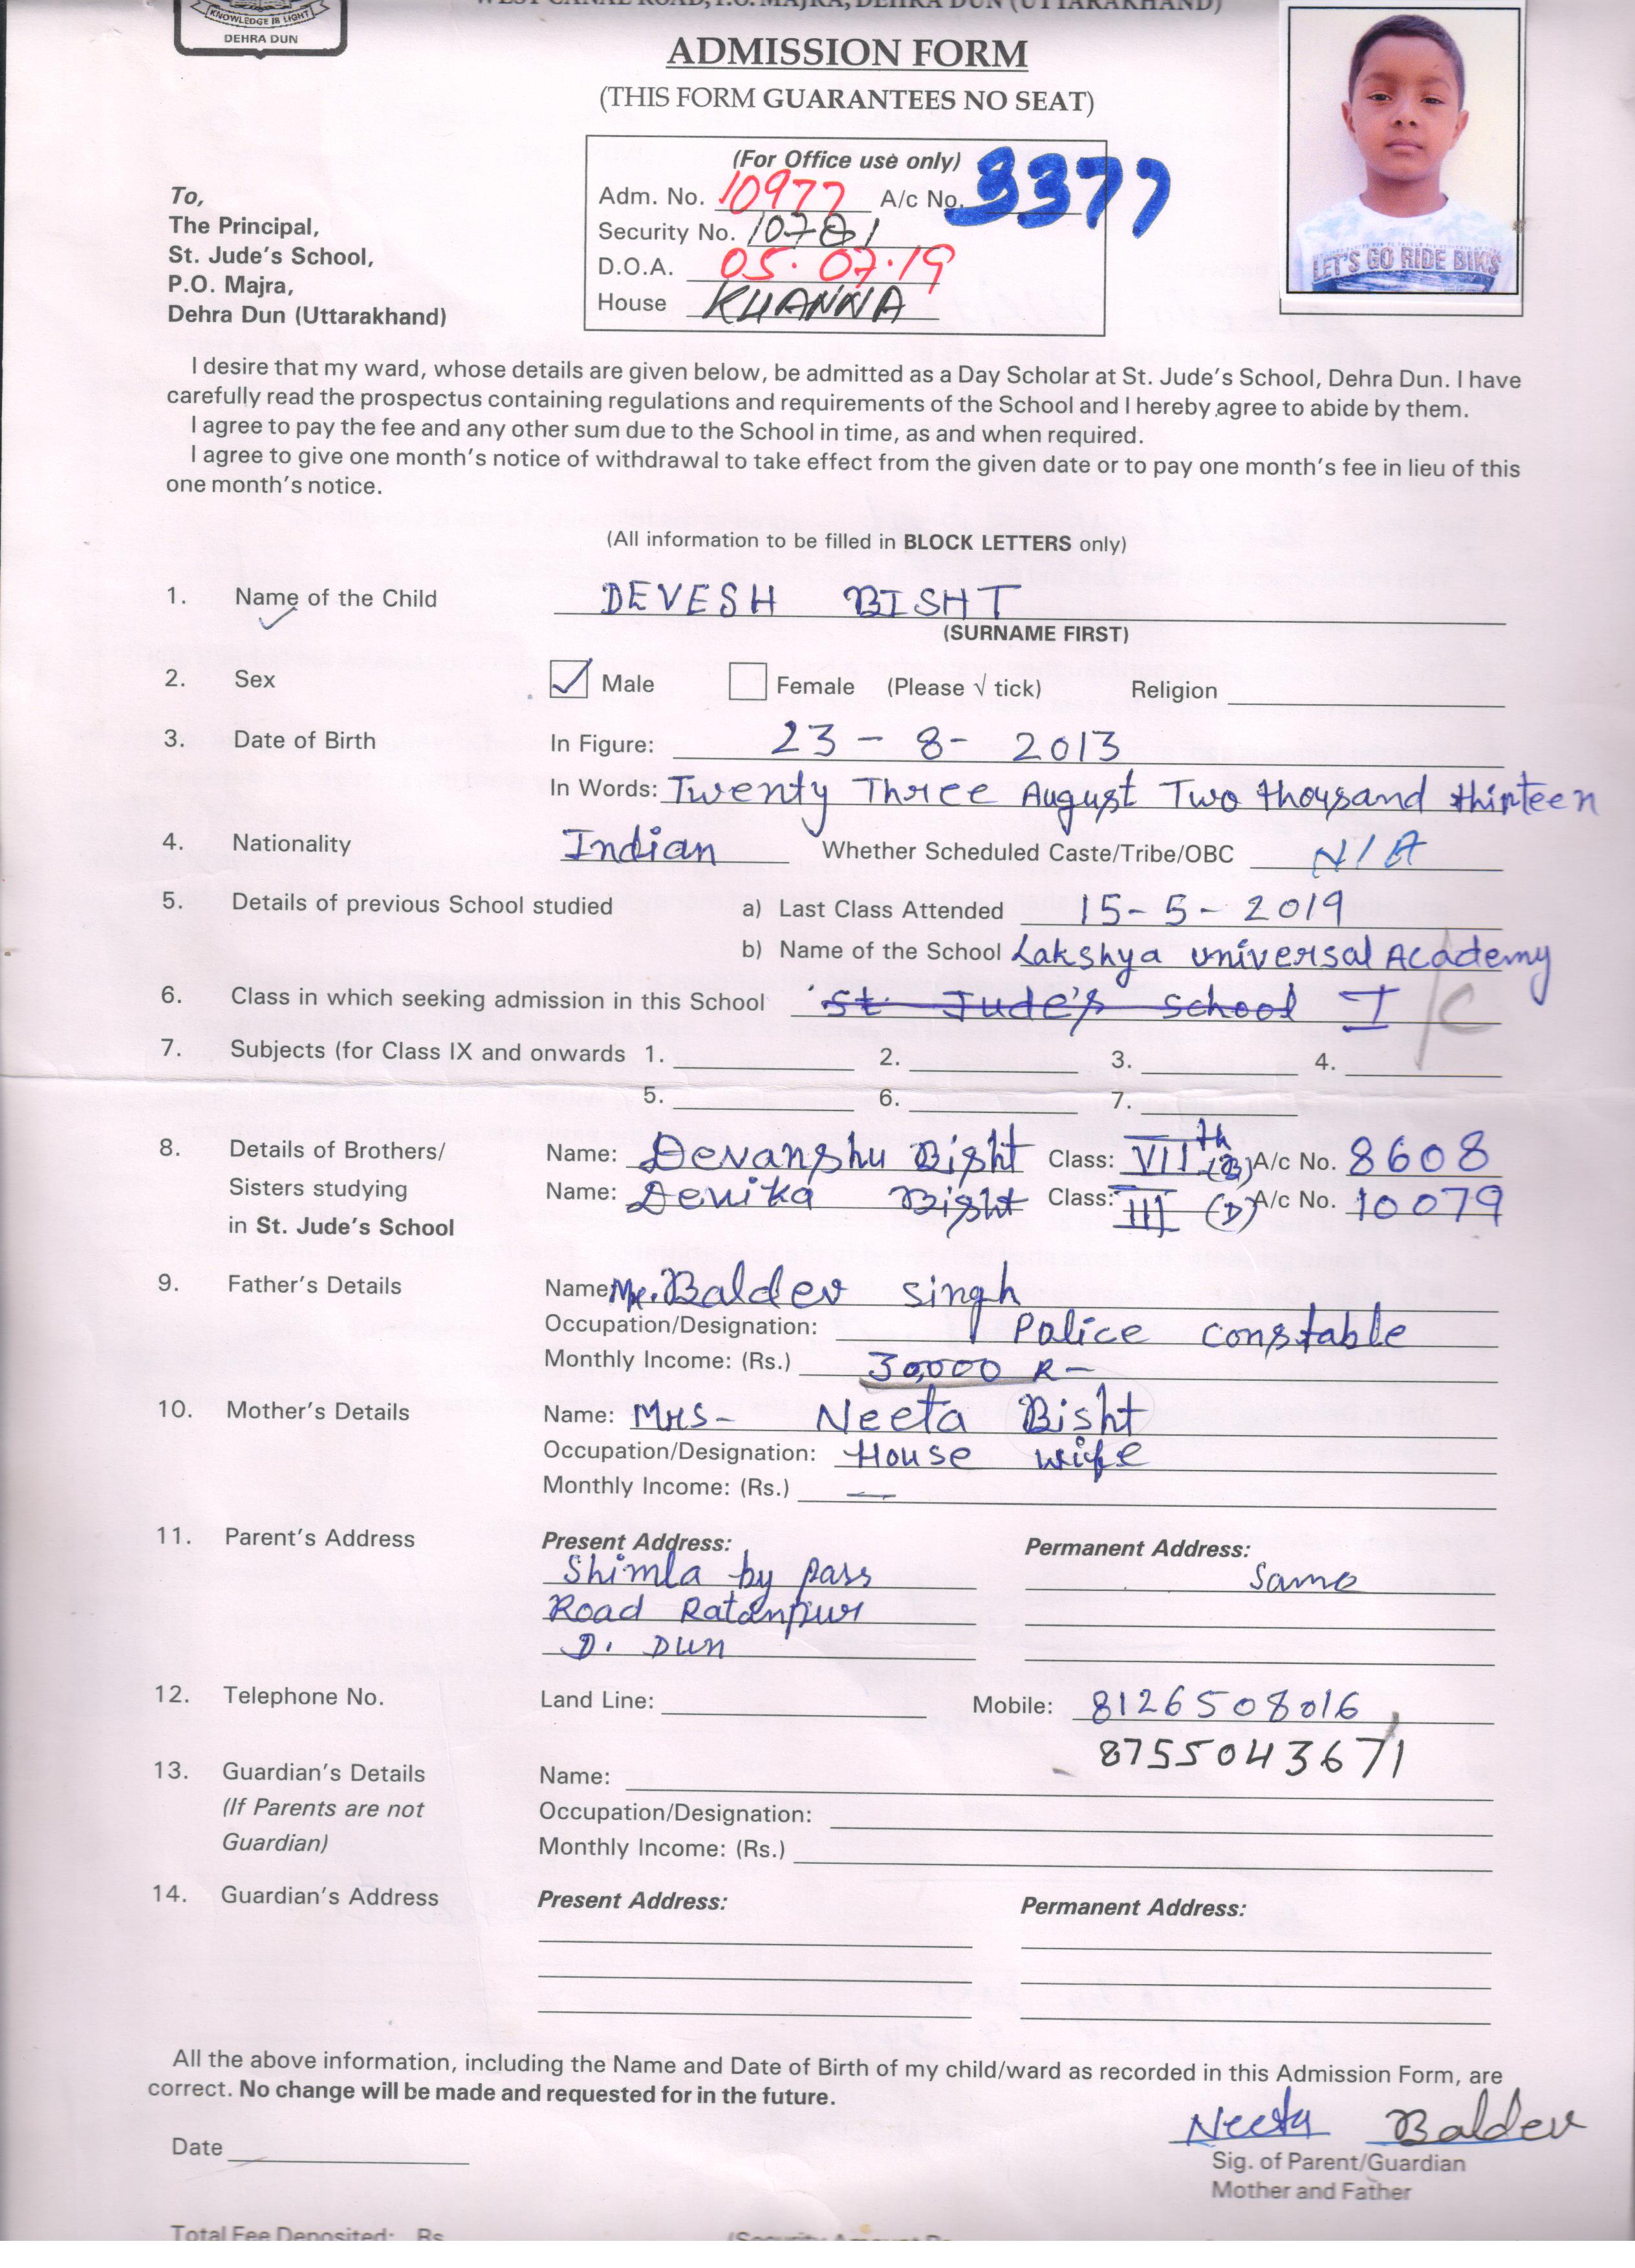 KNOWLEDGE IS LIGHT
DEHRA DUN
WEST CANAL ROAD, P.O. MAJRA, DEHRA DUN (UTTARAKHAND)
ADMISSION FORM
(THIS FORM GUARANTEES NO SEAT)
(For Office use only)
Adm. No. 10977 A/c No. 3377
Security No. 10781
D.O.A. 05.07.19
House KHANNA
To,
The Principal,
St. Jude's School,
P.O. Majra,
Dehra Dun (Uttarakhand)
LET'S GO RIDE BIKS
I desire that my ward, whose details are given below, be admitted as a Day Scholar at St. Jude's School, Dehra Dun. I have
carefully read the prospectus containing regulations and requirements of the School and I hereby agree to abide by them.
I agree to pay the fee and any other sum due to the School in time, as and when required.
I agree to give one month's notice of withdrawal to take effect from the given date or to pay one month's fee in lieu of this
one month's notice.
(All information to be filled in BLOCK LETTERS only)
1. Name of the Child DEVESH BISHT
(SURNAME FIRST)
2. Sex Male Female (Please √ tick) Religion
3. Date of Birth In Figure: 23 - 8 - 2013
In Words: Twenty Three August Two thousand thirteen
4. Nationality Indian Whether Scheduled Caste/Tribe/OBC N/A
5. Details of previous School studied a) Last Class Attended 15-5-2019
b) Name of the School Lakshya universal Academy
6. Class in which seeking admission in this School St Jude's school I/C
7. Subjects (for Class IX and onwards 1. 2. 3. 4.
5. 6. 7.
8. Details of Brothers/ Name: Devanshu Bisht Class: VIIth (B) A/c No. 8608
Sisters studying Name: Devika Bisht Class: III (D) A/c No. 10079
in St. Jude's School
9. Father's Details Name: Mr. Baldev singh
Occupation/Designation: Police constable
Monthly Income: (Rs.) 30,000 R-
10. Mother's Details Name: Mrs- Neeta Bisht
Occupation/Designation: House wife
Monthly Income: (Rs.) —
11. Parent's Address Present Address: Permanent Address:
Shimla by pass Same
Road Ratanpur
D. DUN
12. Telephone No. Land Line: Mobile: 8126508016,
8755043671
13. Guardian's Details Name:
(If Parents are not Occupation/Designation:
Guardian) Monthly Income: (Rs.)
14. Guardian's Address Present Address: Permanent Address:
All the above information, including the Name and Date of Birth of my child/ward as recorded in this Admission Form, are
correct. No change will be made and requested for in the future.
Neeta Baldev
Date
Sig. of Parent/Guardian
Mother and Father
Total Fee Deposited: Rs.
(Security Amount Rs.